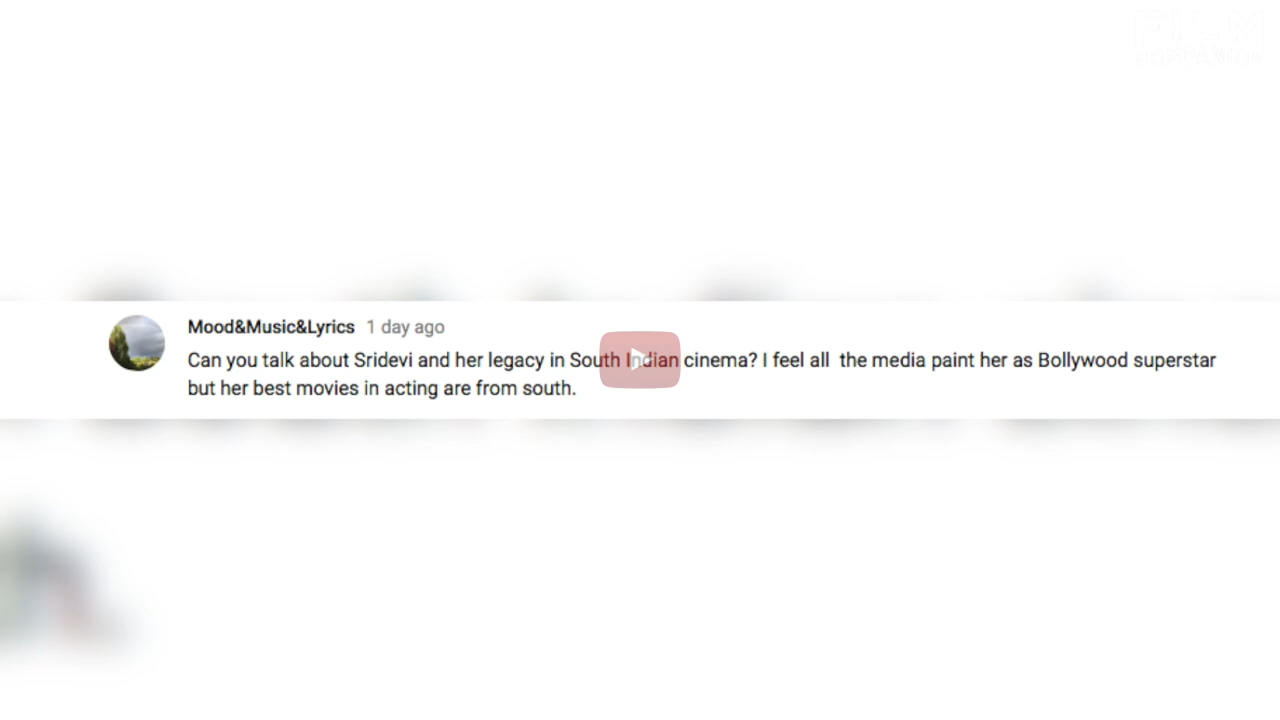 Mood&Music&Lyrics 1 day ago
Can you talk about Sridevi and her legacy in South Indian cinema? I feel all  the media paint her as Bollywood superstar
but her best movies in acting are from south.